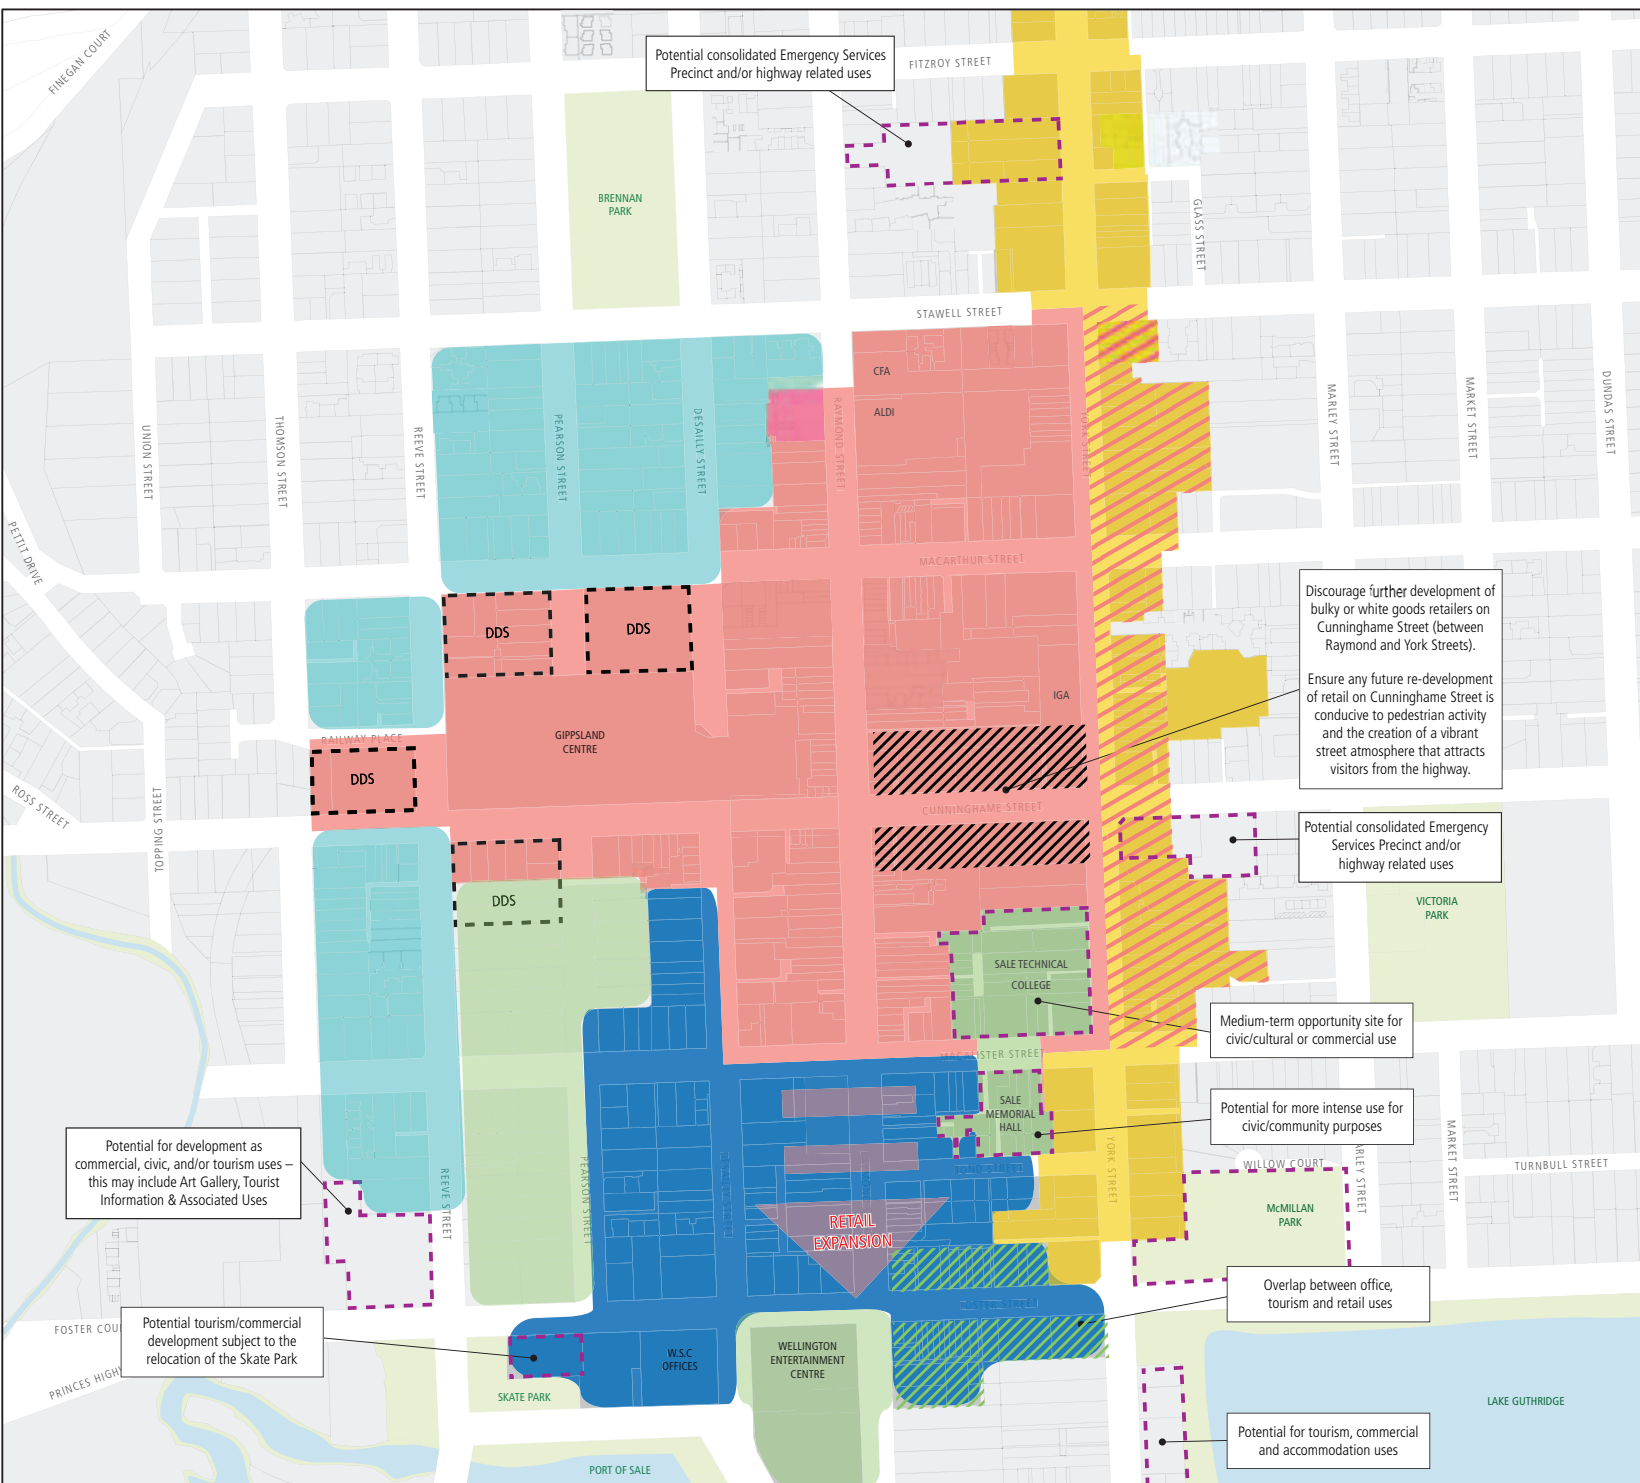 FINEGAN COURT
Potential consolidated Emergency Services
Precinct and/or highway related uses
FITZROY STREET
BRENNAN
PARK
GLASS STREET
STAWELL STREET
CFA
ALDI
UNION STREET
THOMSON STREET
REEVE STREET
PEARSON STREET
DESAILLY STREET
RAYMOND STREET
YORK STREET
MARLEY STREET
MARKET STREET
DUNDAS STREET
PETTIT DRIVE
MACARTHUR STREET
DDS
DDS
Discourage further development of
bulky or white goods retailers on
Cunninghame Street (between
Raymond and York Streets).
Ensure any future re-development
of retail on Cunninghame Street is
conducive to pedestrian activity
and the creation of a vibrant
street atmosphere that attracts
visitors from the highway.
IGA
GIPPSLAND
CENTRE
RAILWAY PLACE
DDS
ROSS STREET
TOPPING STREET
CUNNINGHAME STREET
Potential consolidated Emergency
Services Precinct and/or
highway related uses
DDS
VICTORIA
PARK
SALE TECHNICAL
COLLEGE
Medium-term opportunity site for
civic/cultural or commercial use
MACALISTER STREET
SALE
MEMORIAL
HALL
Potential for more intense use for
civic/community purposes
Potential for development as
commercial, civic, and/or tourism uses –
this may include Art Gallery, Tourist
Information & Associated Uses
REEVE STREET
PEARSON STREET
YORK STREET
WILLOW COURT
MARKET STREET
TURNBULL STREET
McMILLAN
PARK
RETAIL
EXPANSION
Overlap between office,
tourism and retail uses
FOSTER STREET
FOSTER COU
Potential tourism/commercial
development subject to the
relocation of the Skate Park
PRINCES HIGH
W.S.C
OFFICES
WELLINGTON
ENTERTAINMENT
CENTRE
SKATE PARK
LAKE GUTHRIDGE
Potential for tourism, commercial
and accommodation uses
PORT OF SALE